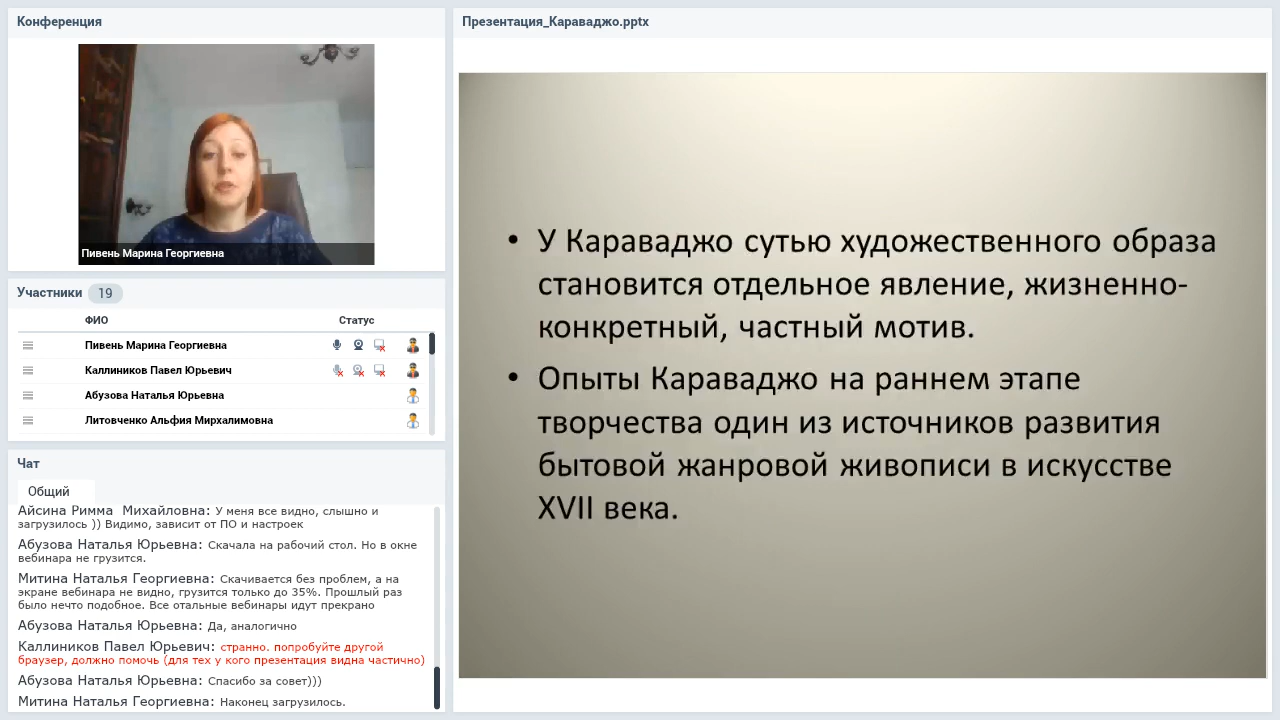 Конференция
Пивень Марина Георгиевна
Участники 19
ФИО Статус
Пивень Марина Георгиевна
Каллиников Павел Юрьевич
Абузова Наталья Юрьевна
Литовченко Альфия Мирхалимовна
Чат
Общий
Айсина Римма Михайловна: У меня все видно, слышно и
загрузилось )) Видимо, зависит от ПО и настроек
Абузова Наталья Юрьевна: Скачала на рабочий стол. Но в окне
вебинара не грузится.
Митина Наталья Георгиевна: Скачивается без проблем, а на
экране вебинара не видно, грузится только до 35%. Прошлый раз
было нечто подобное. Все отальные вебинары идут прекрано
Абузова Наталья Юрьевна: Да, аналогично
Каллиников Павел Юрьевич: странно. попробуйте другой
браузер, должно помочь (для тех у кого презентация видна частично)
Абузова Наталья Юрьевна: Спасибо за совет)))
Митина Наталья Георгиевна: Наконец загрузилось.
Презентация_Караваджо.pptx
• У Караваджо сутью художественного образа
становится отдельное явление, жизненно-
конкретный, частный мотив.
• Опыты Караваджо на раннем этапе
творчества один из источников развития
бытовой жанровой живописи в искусстве
XVII века.